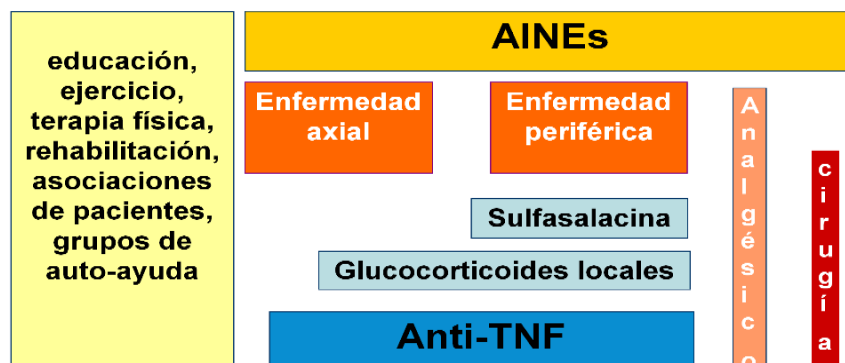 educación,
ejercicio,
terapia física,
rehabilitación,
asociaciones
de pacientes,
grupos de
auto-ayuda
AINEs
Enfermedad
axial
Enfermedad
periférica
Sulfasalacina
Glucocorticoides locales
Anti-TNF
Analgésico
cirugía